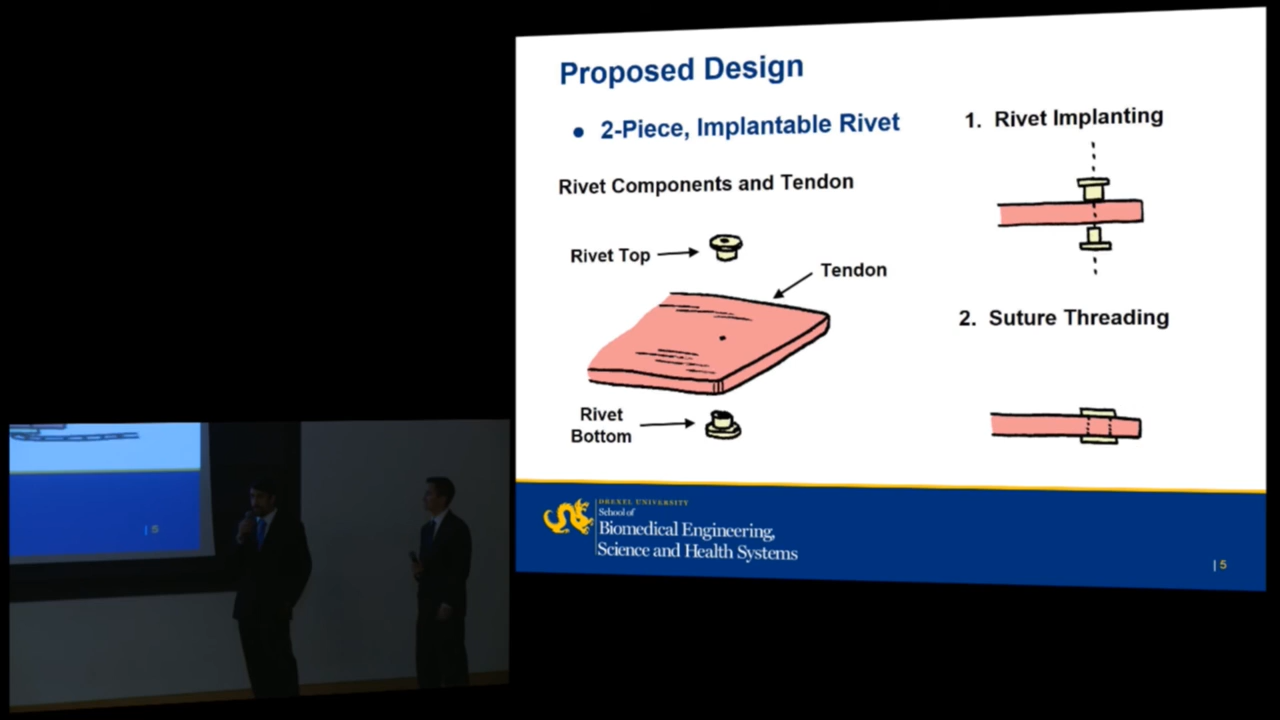 Proposed Design
• 2-Piece, Implantable Rivet
Rivet Components and Tendon
Rivet Top
Tendon
Rivet
Bottom
1. Rivet Implanting
2. Suture Threading
DREXEL UNIVERSITY
School of
Biomedical Engineering,
Science and Health Systems
| 5
| 5